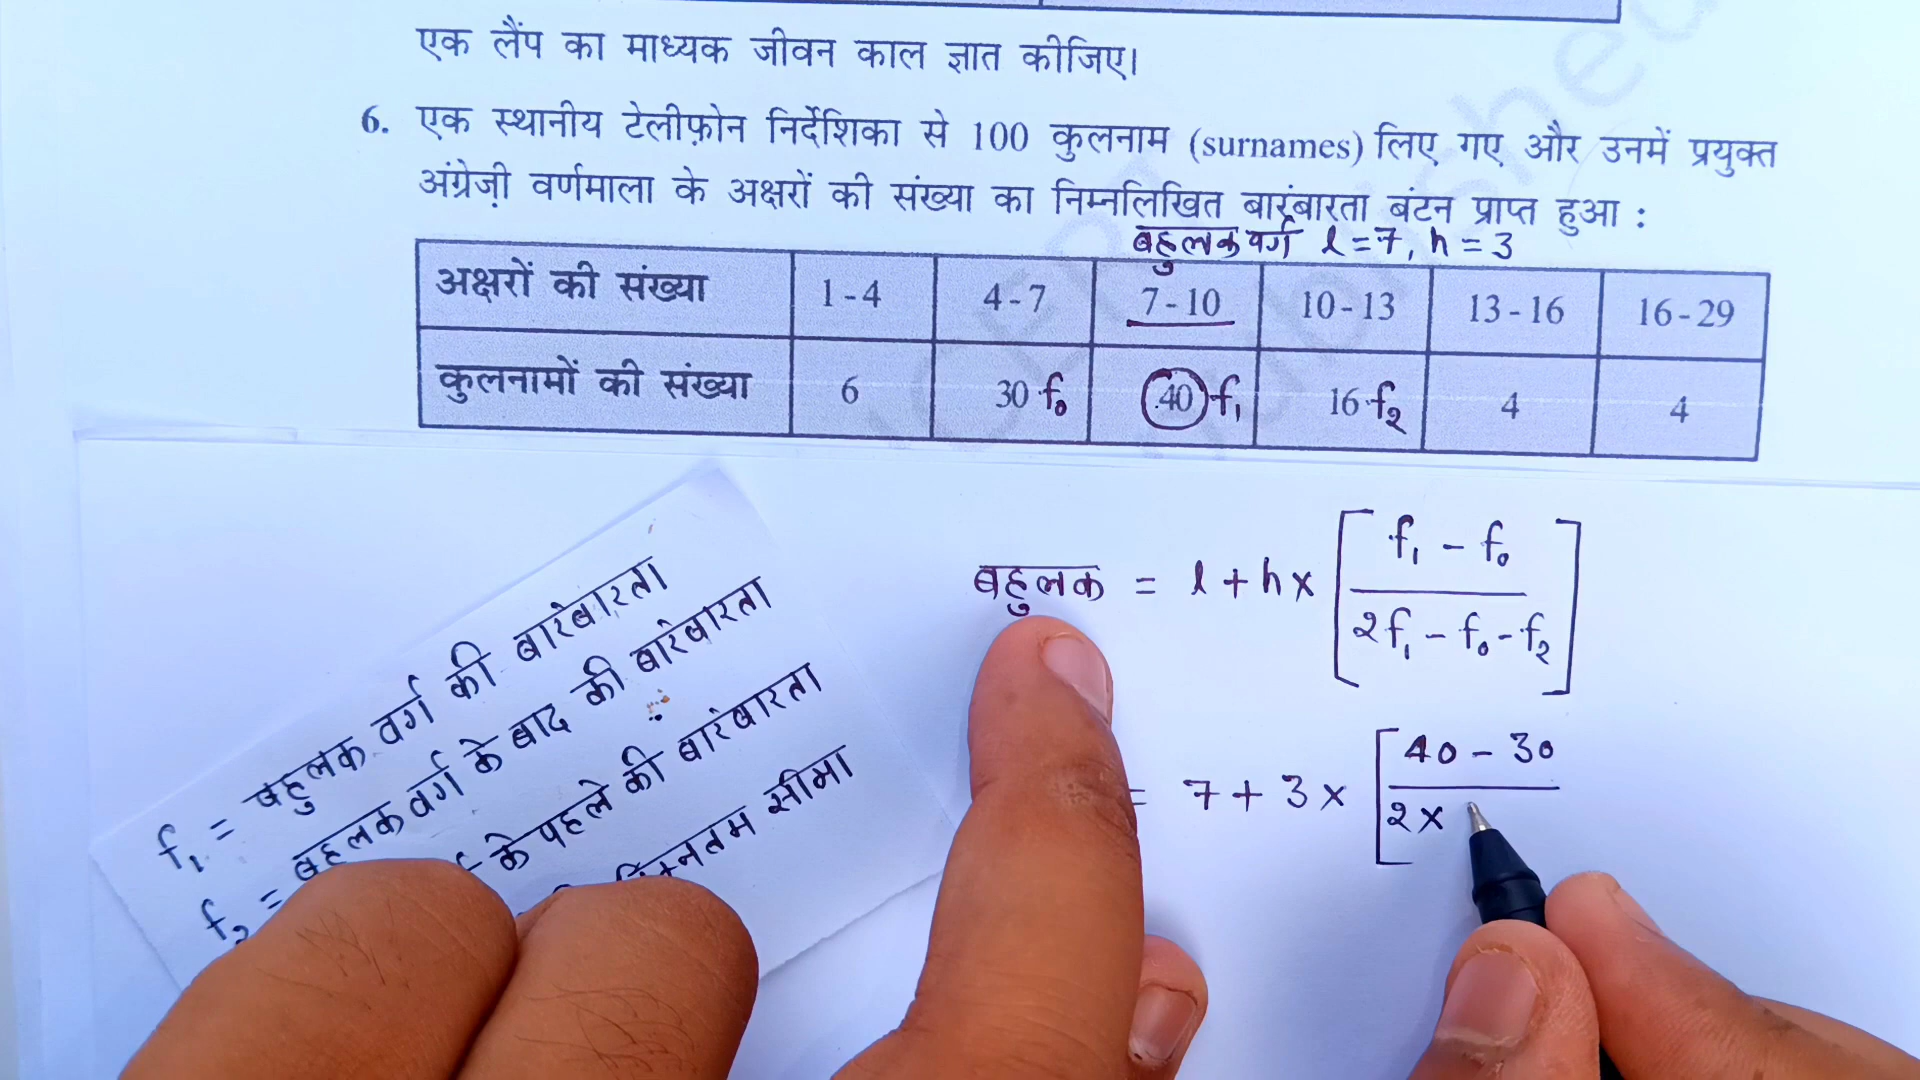 एक लैंप का माध्यक जीवन काल ज्ञात कीजिए।
6. एक स्थानीय टेलीफ़ोन निर्देशिका से 100 कुलनाम (surnames) लिए गए और उनमें प्रयुक्त
अंग्रेज़ी वर्णमाला के अक्षरों की संख्या का निम्नलिखित बारंबारता बंटन प्राप्त हुआ :
बहुलक वर्ग l = 7, h = 3
अक्षरों की संख्या 1 - 4 4 - 7 7 - 10 10 - 13 13 - 16 16 - 29
कुलनामों की संख्या 6 30 f₀ 40 f₁ 16 f₂ 4 4
बहुलक = l + h × [ f₁ - f₀
2f₁ - f₀ - f₂ ]
= 7 + 3 × [ 40 - 30
2 ×
f₁ = बहुलक वर्ग की बारंबारता
f₂ = बहुलक वर्ग के बाद की बारंबारता
के पहले की बारंबारता
निम्नतम सीमा